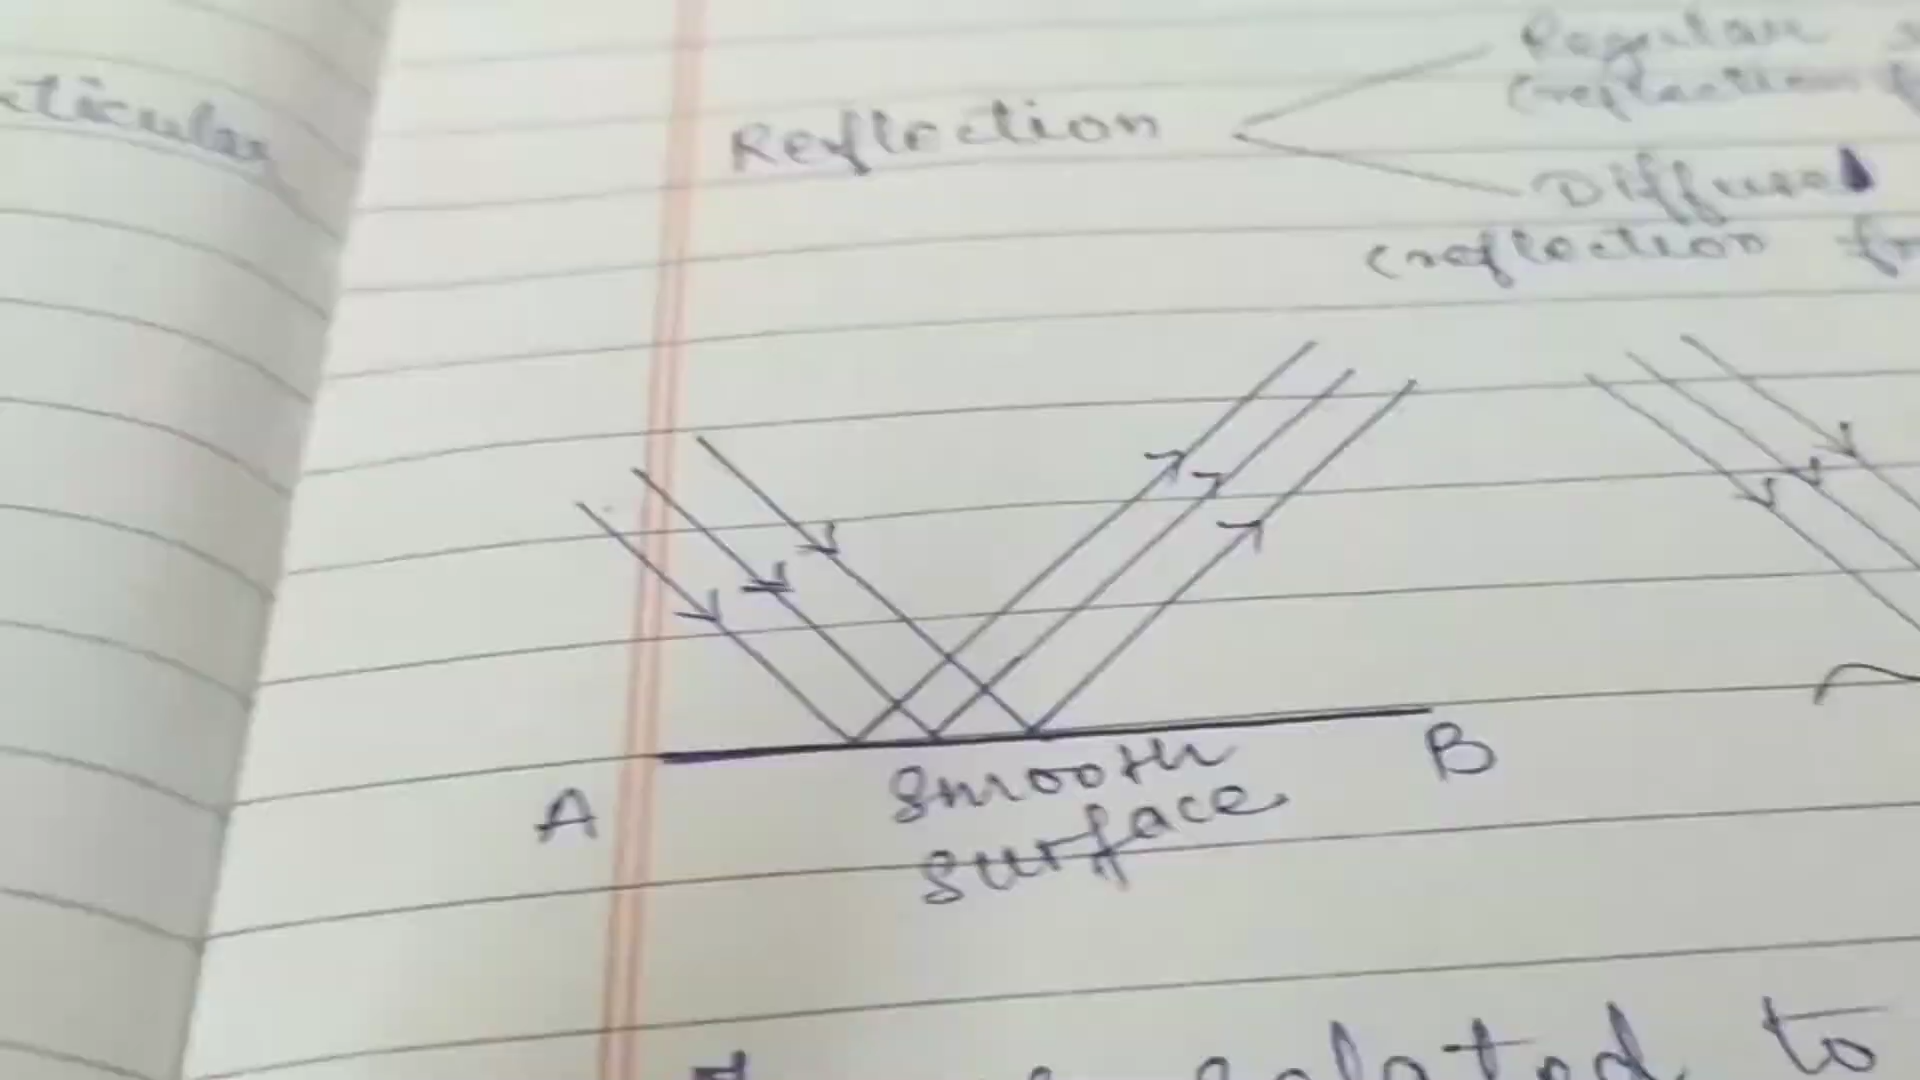 Reflection
Regular
(reflection
Diffused
(reflection
A
B
Smooth
surface
related to